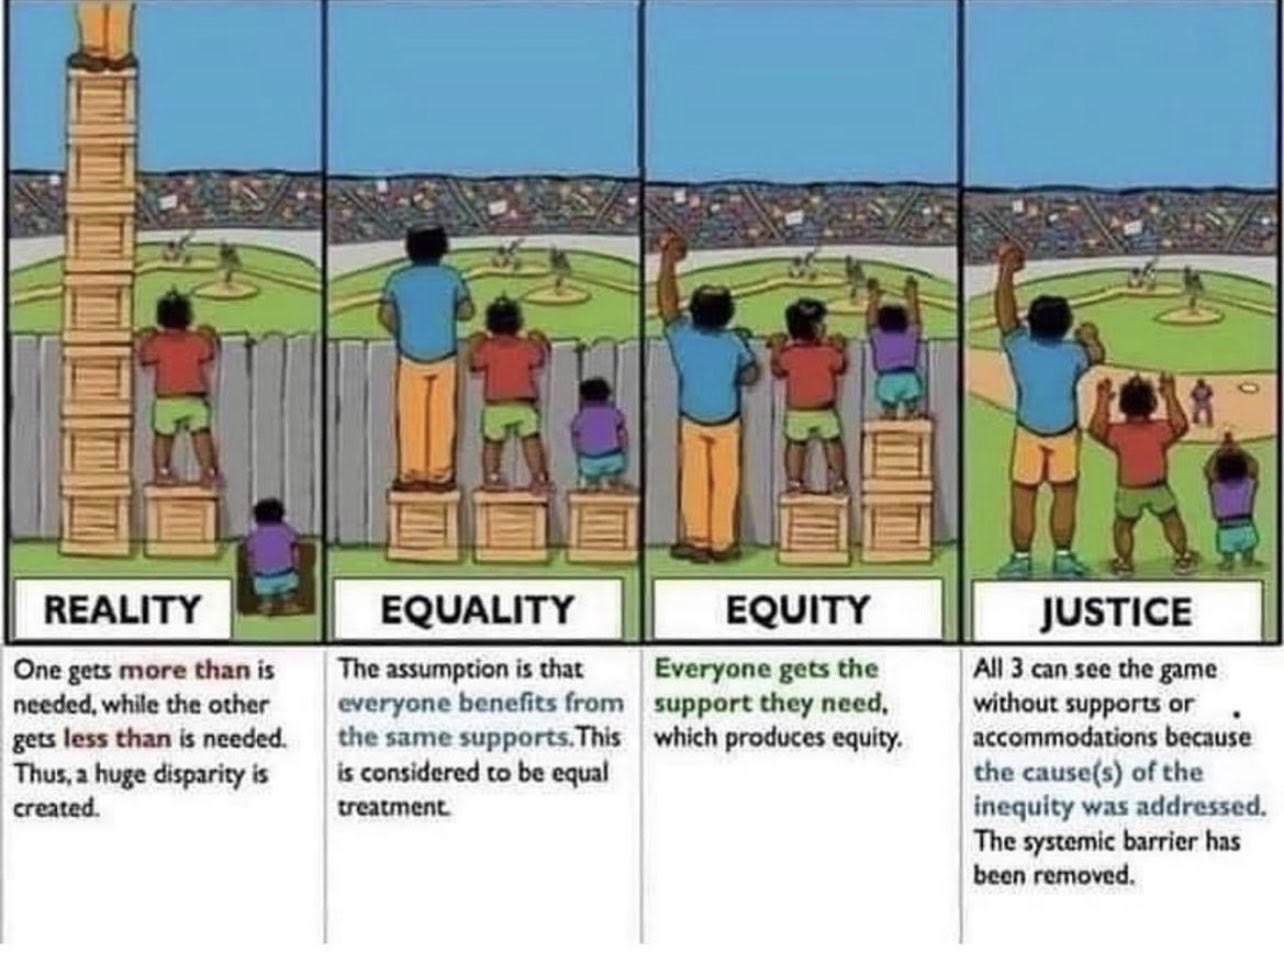 REALITY
EQUALITY
EQUITY
JUSTICE
One gets more than is
needed, while the other
gets less than is needed.
Thus, a huge disparity is
created.
The assumption is that
everyone benefits from
the same supports. This
is considered to be equal
treatment.
Everyone gets the
support they need,
which produces equity.
All 3 can see the game
without supports or
accommodations because
the cause(s) of the
inequity was addressed.
The systemic barrier has
been removed.